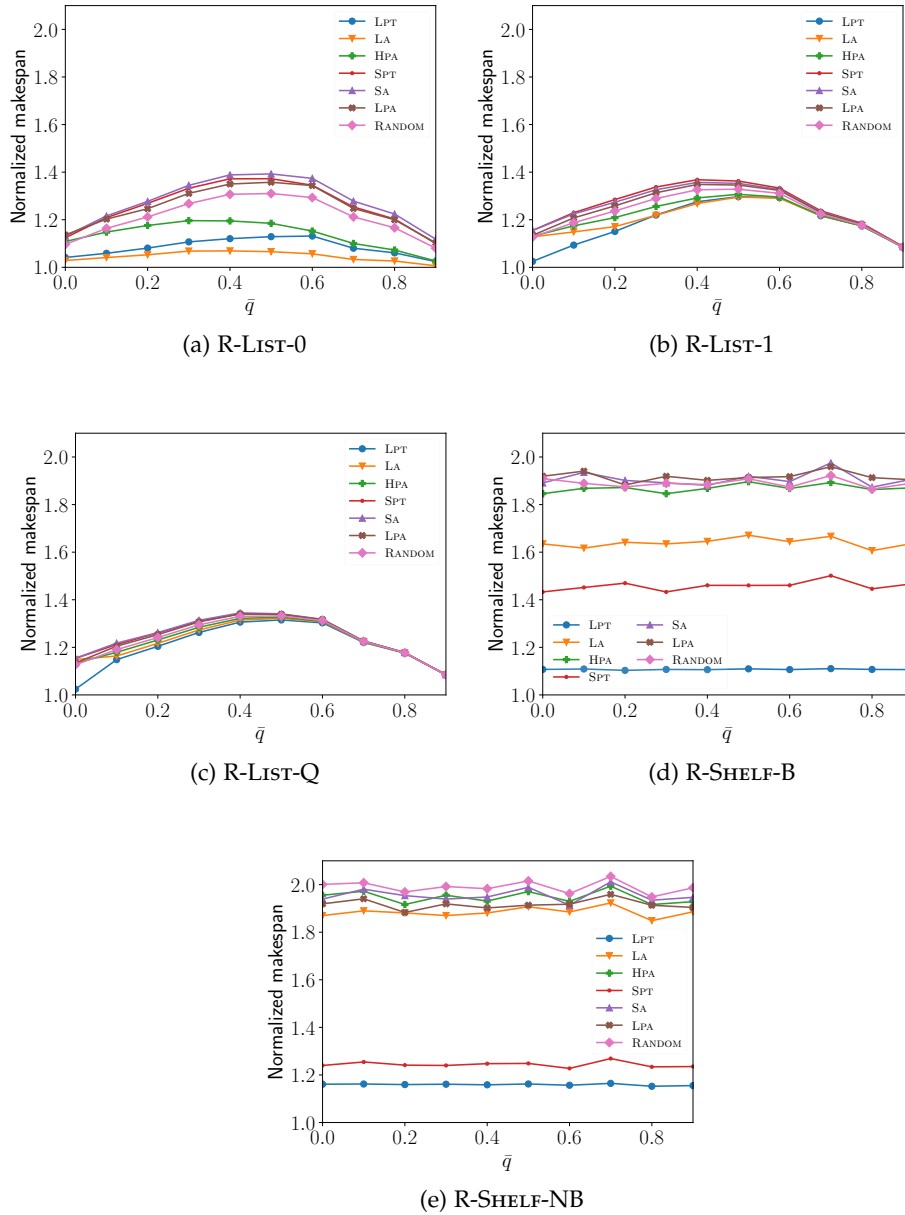 2.0
1.8
1.6
1.4
1.2
1.0
0.0
0.2
0.4
0.6
0.8
Normalized makespan
q̄
LPT
LA
HPA
SPT
SA
LPA
RANDOM
(a) R-LIST-0
2.0
1.8
1.6
1.4
1.2
1.0
0.0
0.2
0.4
0.6
0.8
Normalized makespan
q̄
LPT
LA
HPA
SPT
SA
LPA
RANDOM
(b) R-LIST-1
2.0
1.8
1.6
1.4
1.2
1.0
0.0
0.2
0.4
0.6
0.8
Normalized makespan
q̄
LPT
LA
HPA
SPT
SA
LPA
RANDOM
(c) R-LIST-Q
2.0
1.8
1.6
1.4
1.2
1.0
0.0
0.2
0.4
0.6
0.8
Normalized makespan
q̄
LPT
LA
HPA
SPT
SA
LPA
RANDOM
(d) R-SHELF-B
2.0
1.8
1.6
1.4
1.2
1.0
0.0
0.2
0.4
0.6
0.8
Normalized makespan
q̄
LPT
LA
HPA
SPT
SA
LPA
RANDOM
(e) R-SHELF-NB